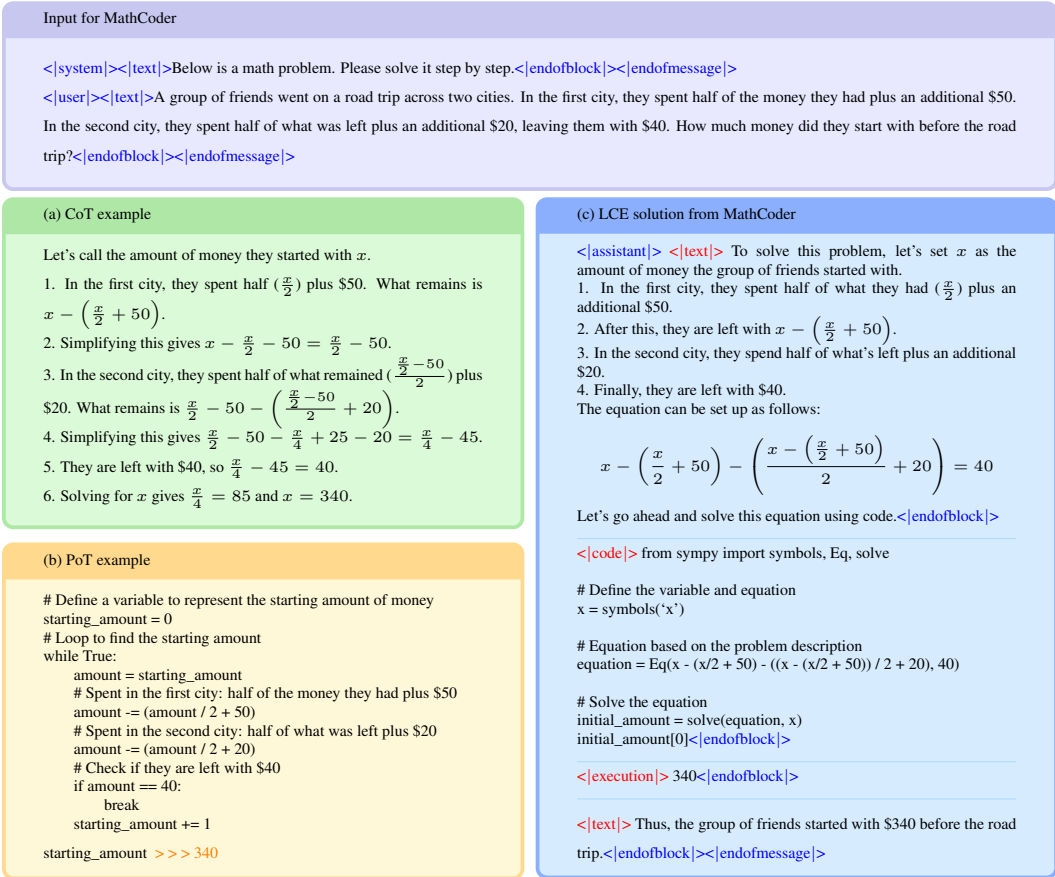 Input for MathCoder
<|system|><|text|>Below is a math problem. Please solve it step by step.<|endofblock|><|endofmessage|>
<|user|><|text|>A group of friends went on a road trip across two cities. In the first city, they spent half of the money they had plus an additional $50.
In the second city, they spent half of what was left plus an additional $20, leaving them with $40. How much money did they start with before the road
trip?<|endofblock|><|endofmessage|>
(a) CoT example
Let's call the amount of money they started with x.
1. In the first city, they spent half (x/2) plus $50. What remains is
x − (x/2 + 50).
2. Simplifying this gives x − x/2 − 50 = x/2 − 50.
3. In the second city, they spent half of what remained ((x/2 − 50)/2) plus
$20. What remains is x/2 − 50 − ((x/2 − 50)/2 + 20).
4. Simplifying this gives x/2 − 50 − x/4 + 25 − 20 = x/4 − 45.
5. They are left with $40, so x/4 − 45 = 40.
6. Solving for x gives x/4 = 85 and x = 340.
(b) PoT example
# Define a variable to represent the starting amount of money
starting_amount = 0
# Loop to find the starting amount
while True:
amount = starting_amount
# Spent in the first city: half of the money they had plus $50
amount -= (amount / 2 + 50)
# Spent in the second city: half of what was left plus $20
amount -= (amount / 2 + 20)
# Check if they are left with $40
if amount == 40:
break
starting_amount += 1
starting_amount >>> 340
(c) LCE solution from MathCoder
<|assistant|> <|text|> To solve this problem, let's set x as the
amount of money the group of friends started with.
1. In the first city, they spent half of what they had (x/2) plus an
additional $50.
2. After this, they are left with x − (x/2 + 50).
3. In the second city, they spend half of what's left plus an additional
$20.
4. Finally, they are left with $40.
The equation can be set up as follows:
x − (x/2 + 50) − ((x − (x/2 + 50))/2 + 20) = 40
Let's go ahead and solve this equation using code.<|endofblock|>
<|code|> from sympy import symbols, Eq, solve
# Define the variable and equation
x = symbols('x')
# Equation based on the problem description
equation = Eq(x - (x/2 + 50) - ((x - (x/2 + 50)) / 2 + 20), 40)
# Solve the equation
initial_amount = solve(equation, x)
initial_amount[0]<|endofblock|>
<|execution|> 340<|endofblock|>
<|text|> Thus, the group of friends started with $340 before the road
trip.<|endofblock|><|endofmessage|>